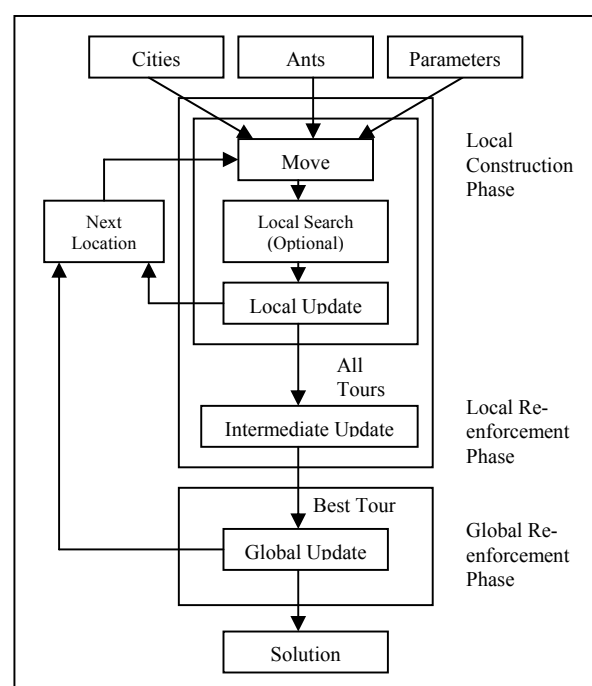 Cities
Ants
Parameters
Local
Construction
Phase
Move
Next
Location
Local Search
(Optional)
Local Update
All
Tours
Intermediate Update
Local Re-
enforcement
Phase
Best Tour
Global Update
Global Re-
enforcement
Phase
Solution